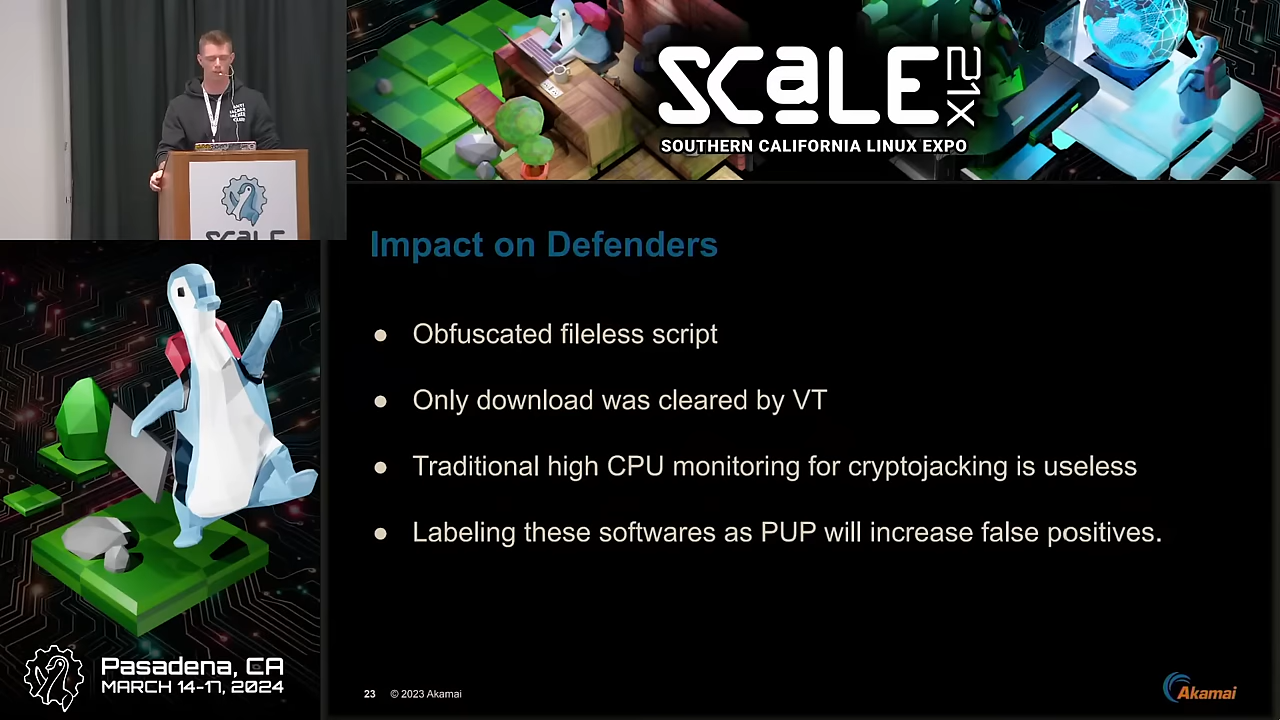 SCALE 21X
SOUTHERN CALIFORNIA LINUX EXPO
SCALE
Impact on Defenders
● Obfuscated fileless script
● Only download was cleared by VT
● Traditional high CPU monitoring for cryptojacking is useless
● Labeling these softwares as PUP will increase false positives.
Pasadena, CA
MARCH 14-17, 2024
23 © 2023 Akamai
Akamai